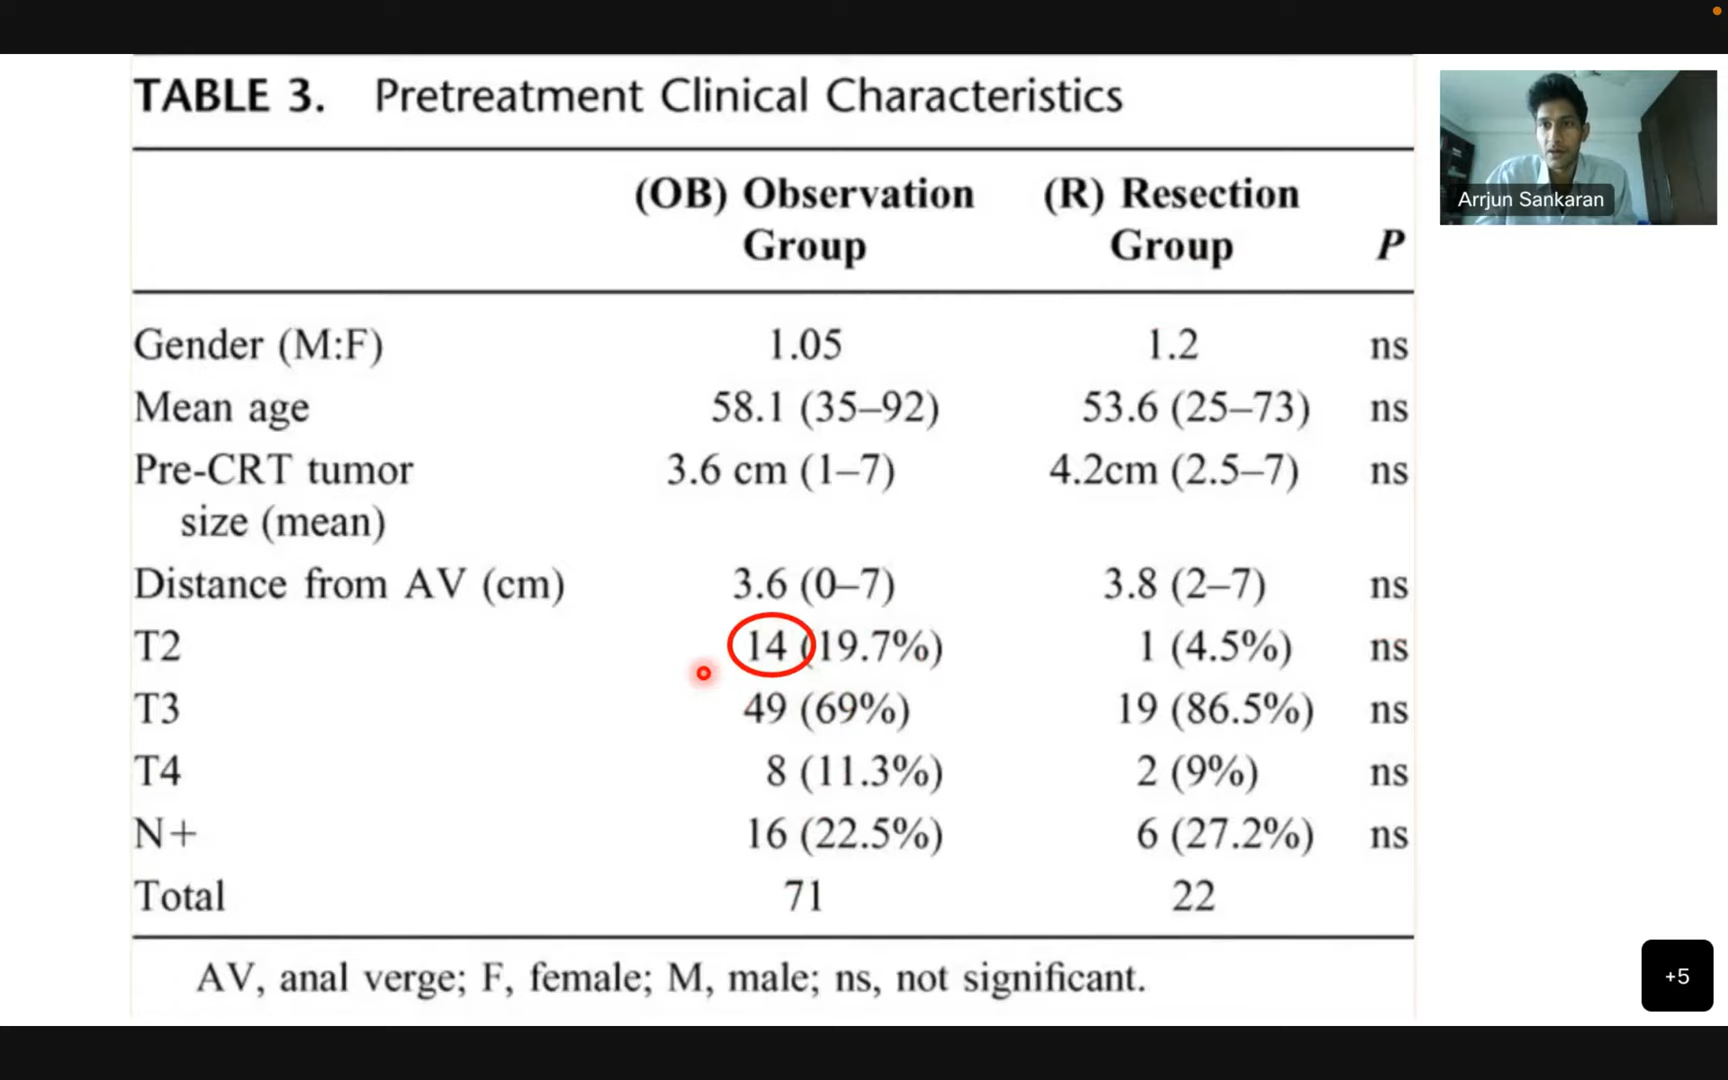 TABLE 3. Pretreatment Clinical Characteristics
(OB) Observation Group (R) Resection Group P
Gender (M:F) 1.05 1.2 ns
Mean age 58.1 (35–92) 53.6 (25–73) ns
Pre-CRT tumor size (mean) 3.6 cm (1–7) 4.2cm (2.5–7) ns
Distance from AV (cm) 3.6 (0–7) 3.8 (2–7) ns
T2 14 (19.7%) 1 (4.5%) ns
T3 49 (69%) 19 (86.5%) ns
T4 8 (11.3%) 2 (9%) ns
N+ 16 (22.5%) 6 (27.2%) ns
Total 71 22
AV, anal verge; F, female; M, male; ns, not significant.
Arrjun Sankaran
+5